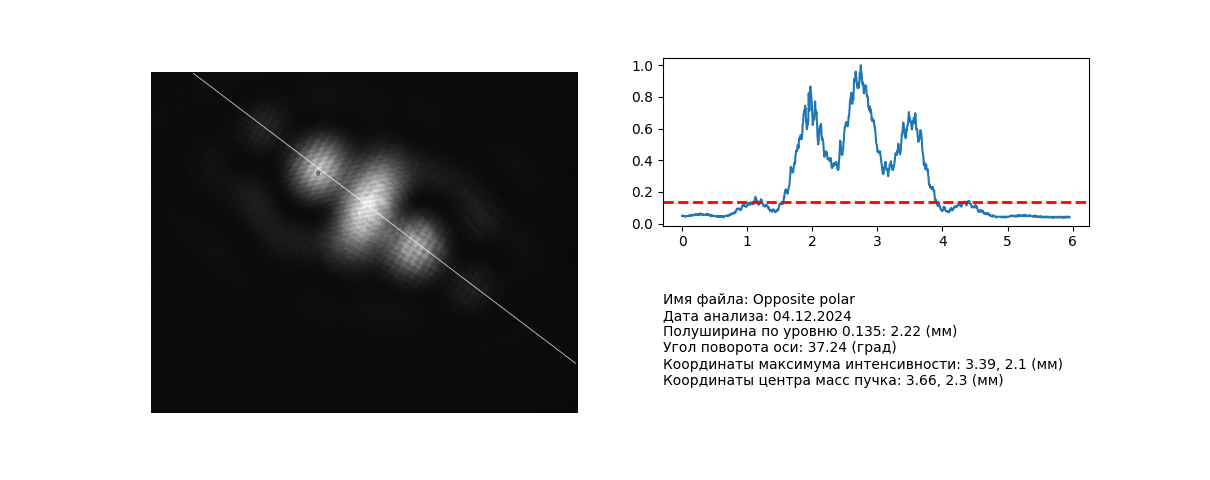 1.0
0.8
0.6
0.4
0.2
0.0
0 1 2 3 4 5 6
Имя файла: Opposite polar
Дата анализа: 04.12.2024
Полуширина по уровню 0.135: 2.22 (мм)
Угол поворота оси: 37.24 (град)
Координаты максимума интенсивности: 3.39, 2.1 (мм)
Координаты центра масс пучка: 3.66, 2.3 (мм)